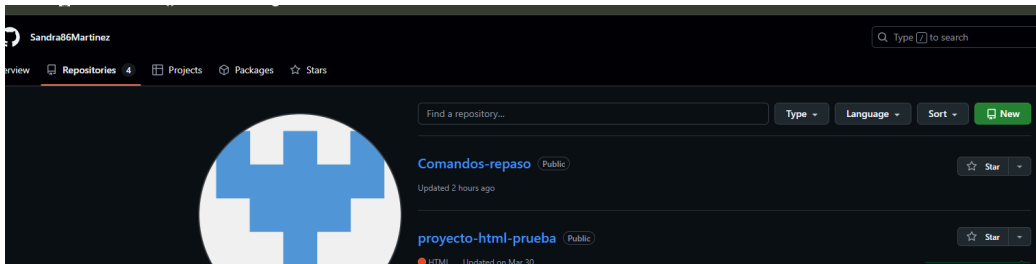 Sandra86Martinez
Type / to search
erview Repositories 4 Projects Packages Stars
Find a repository...
Type Language Sort New
Comandos-repaso Public
Star
Updated 2 hours ago
proyecto-html-prueba Public
Star
HTML Updated on Mar 30